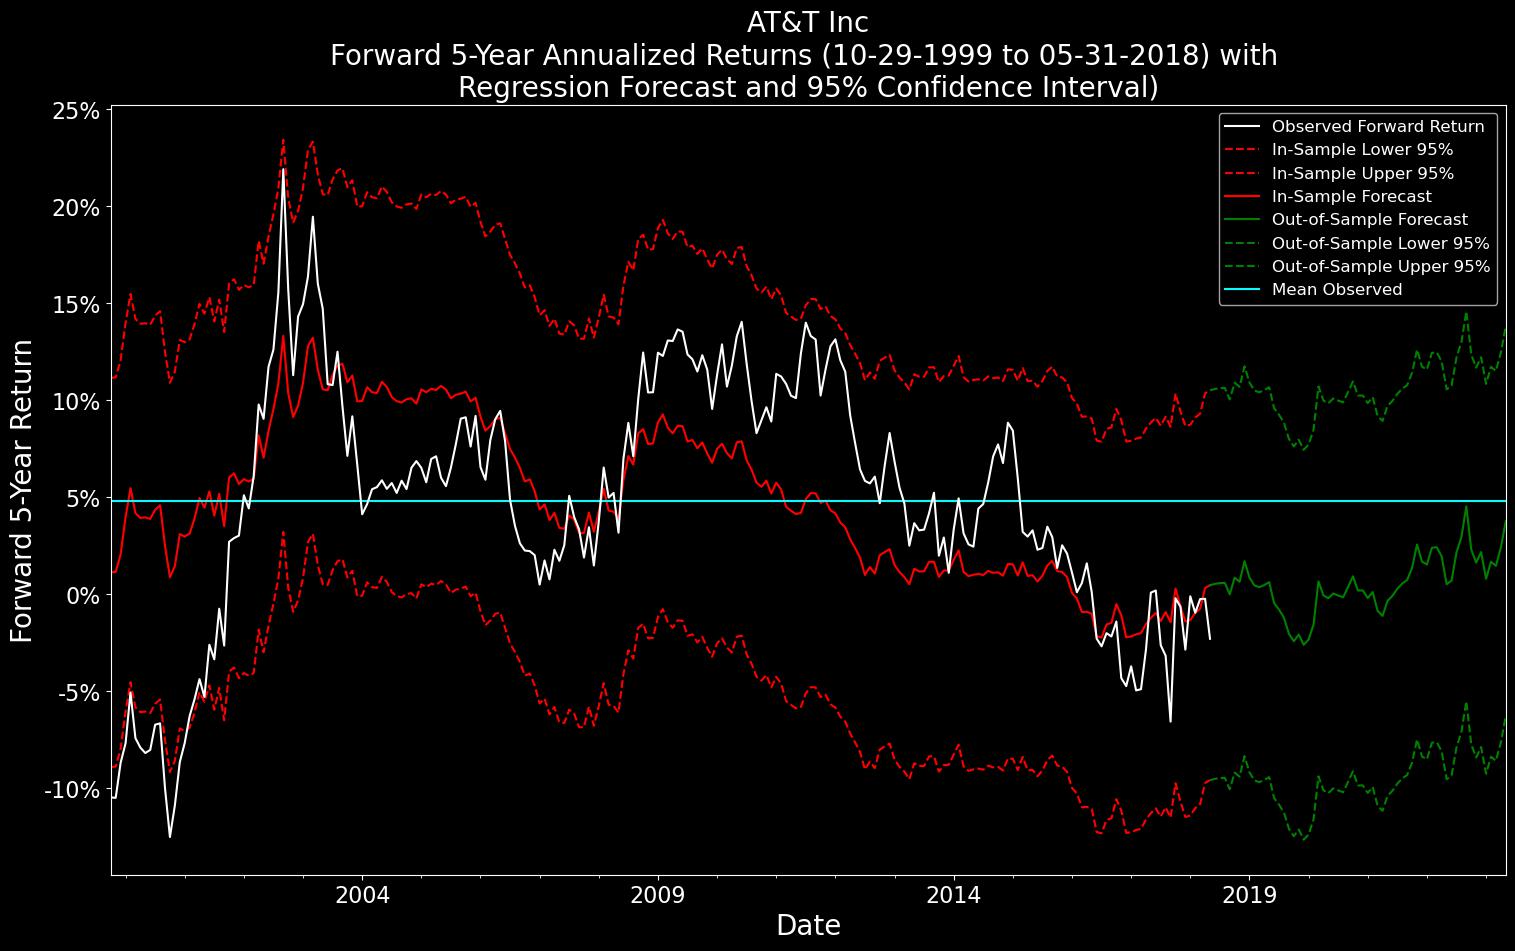 AT&T Inc
Forward 5-Year Annualized Returns (10-29-1999 to 05-31-2018) with
Regression Forecast and 95% Confidence Interval)
Forward 5-Year Return
25%
20%
15%
10%
5%
0%
-5%
-10%
Observed Forward Return
In-Sample Lower 95%
In-Sample Upper 95%
In-Sample Forecast
Out-of-Sample Forecast
Out-of-Sample Lower 95%
Out-of-Sample Upper 95%
Mean Observed
2004 2009 2014 2019
Date